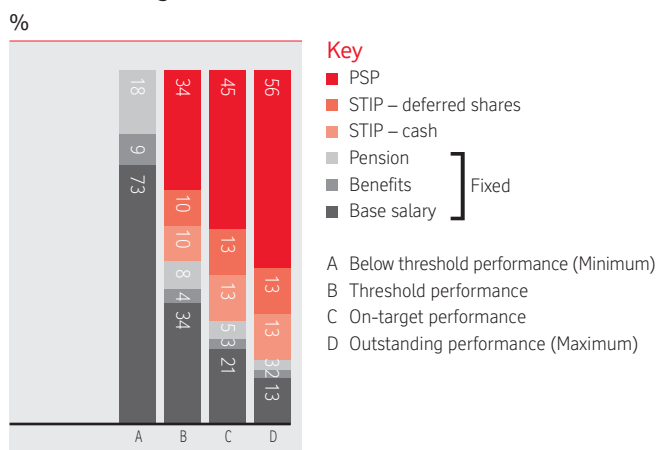 %
18
9
73
34
10
10
8
4
34
45
13
13
5
3
21
56
13
13
3
2
13
A
B
C
D
Key
PSP
STIP – deferred shares
STIP – cash
Pension
Benefits
Base salary
Fixed
A Below threshold performance (Minimum)
B Threshold performance
C On-target performance
D Outstanding performance (Maximum)